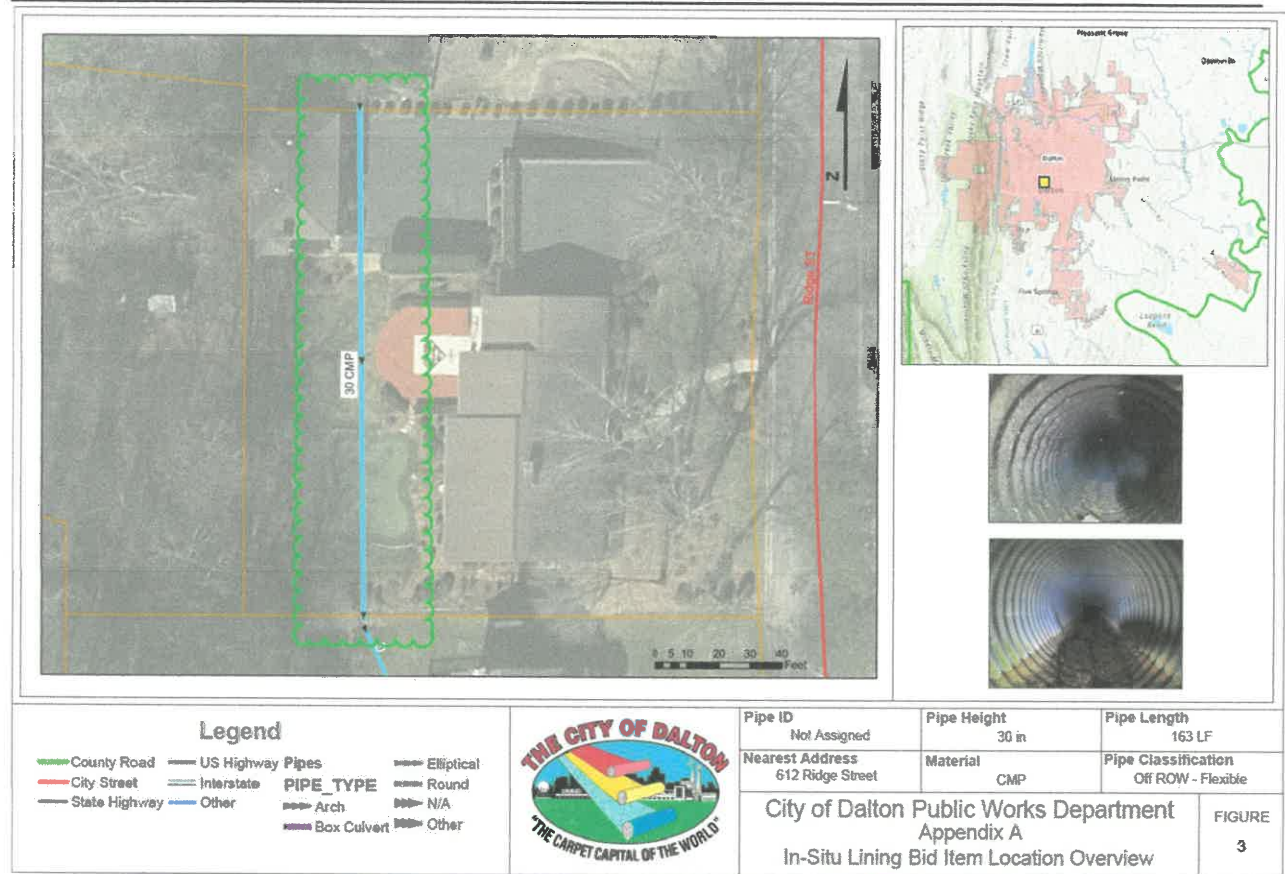 Z
Ridge ST
30 CMP
0 5 10 20 30 40
Feet
Pleasant Grove
Dalton
Five Springs
Legend
County Road
City Street
State Highway
US Highway
Interstate
Other
Pipes
PIPE_TYPE
Arch
Box Culvert
Elliptical
Round
N/A
Other
THE CITY OF DALTON
"THE CARPET CAPITAL OF THE WORLD"
Pipe ID
Not Assigned
Pipe Height
30 in
Pipe Length
163 LF
Nearest Address
612 Ridge Street
Material
CMP
Pipe Classification
Off ROW - Flexible
City of Dalton Public Works Department
Appendix A
In-Situ Lining Bid Item Location Overview
FIGURE
3